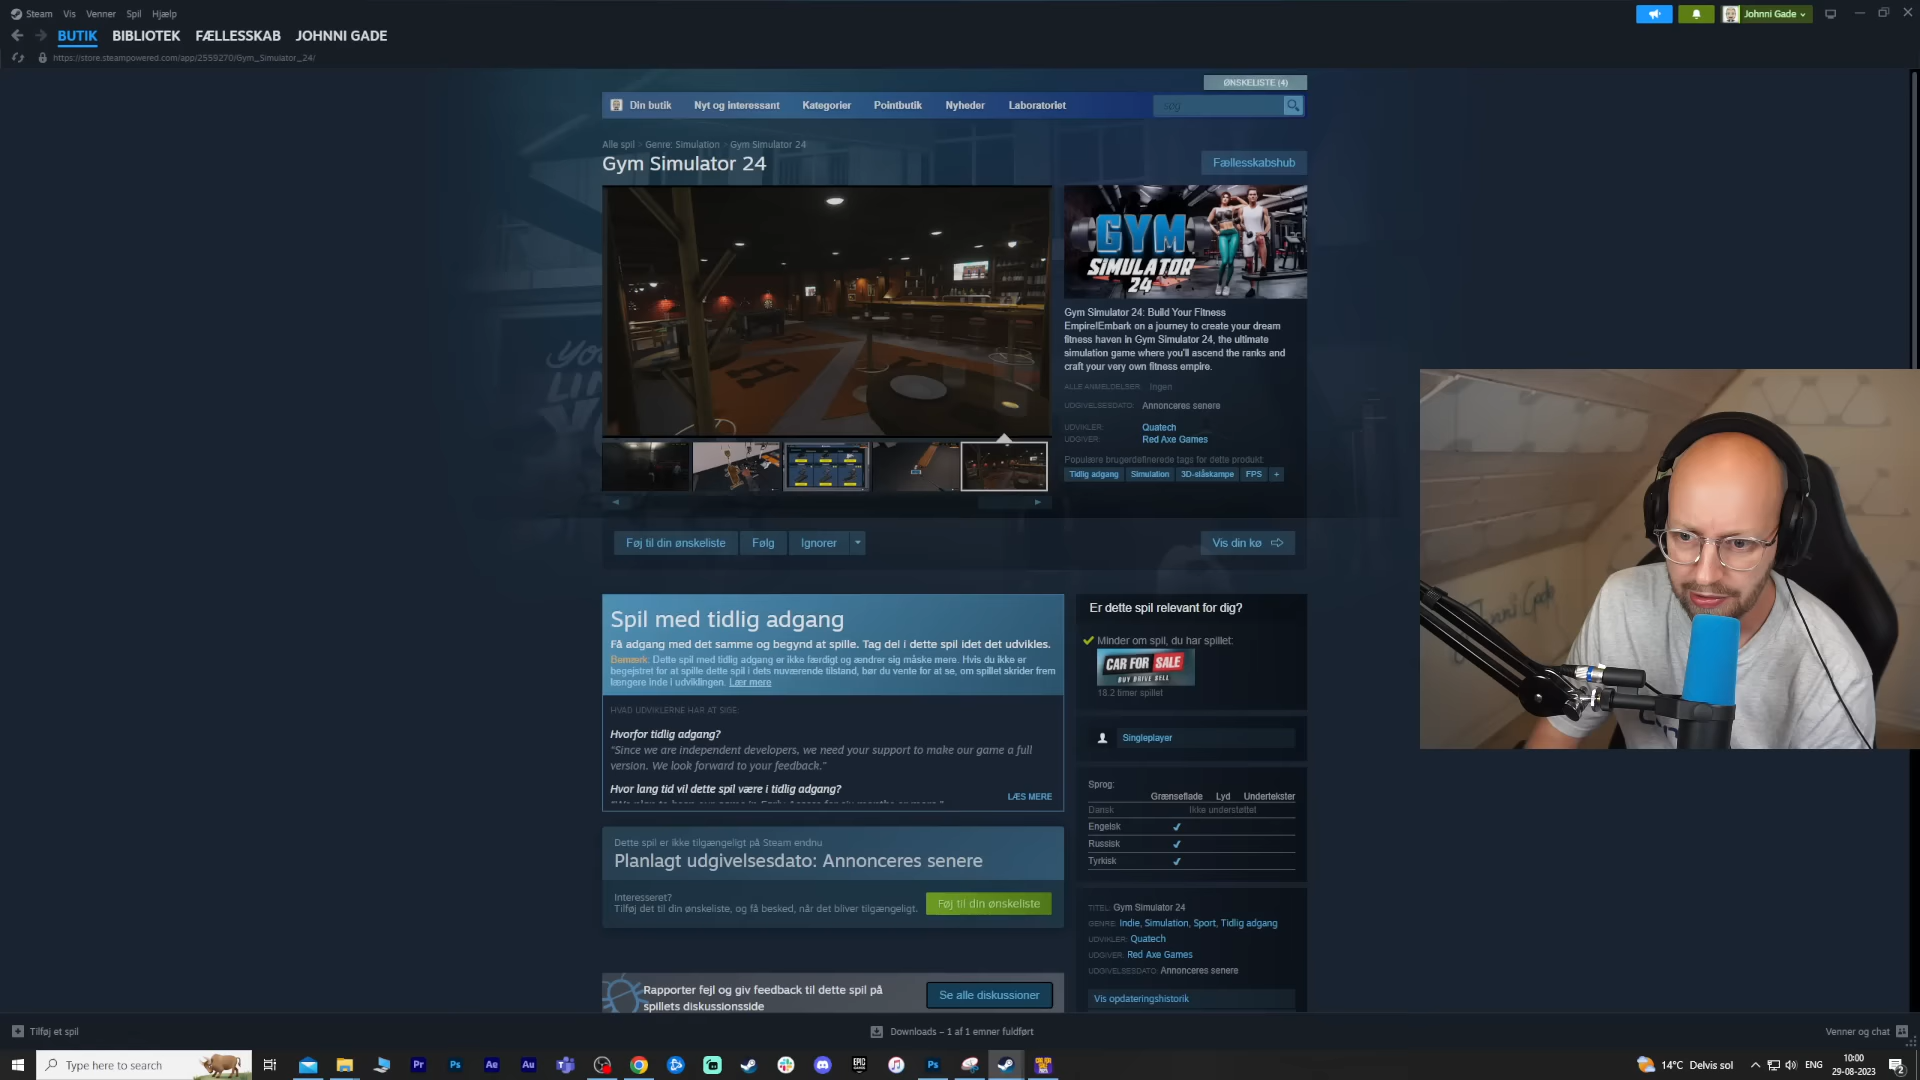 Steam Vis Venner Spil Hjælp
Johnni Gade
BUTIK BIBLIOTEK FÆLLESSKAB JOHNNI GADE
https://store.steampowered.com/app/2559270/Gym_Simulator_24/
ØNSKELISTE (4)
Din butik Nyt og interessant Kategorier Pointbutik Nyheder Laboratoriet
søg
Alle spil > Genre: Simulation > Gym Simulator 24
Gym Simulator 24
Fællesskabshub
GYM
SIMULATOR
24
Gym Simulator 24: Build Your Fitness
Empire!Embark on a journey to create your dream
fitness haven in Gym Simulator 24, the ultimate
simulation game where you'll ascend the ranks and
craft your very own fitness empire.
ALLE ANMELDELSER: Ingen
UDGIVELSESDATO: Annonceres senere
UDVIKLER: Quatech
UDGIVER: Red Axe Games
Populære brugerdefinerede tags for dette produkt:
Tidlig adgang Simulation 3D-slåskampe FPS +
Føj til din ønskeliste Følg Ignorer
Vis din kø
Spil med tidlig adgang
Få adgang med det samme og begynd at spille. Tag del i dette spil idet det udvikles.
Bemærk: Dette spil med tidlig adgang er ikke færdigt og ændrer sig måske mere. Hvis du ikke er
begejstret for at spille dette spil i dets nuværende tilstand, bør du vente for at se, om spillet skrider frem
længere inde i udviklingen. Lær mere
HVAD UDVIKLERNE HAR AT SIGE:
Hvorfor tidlig adgang?
“Since we are independent developers, we need your support to make our game a full
version. We look forward to your feedback.”
Hvor lang tid vil dette spil være i tidlig adgang?
LÆS MERE
Er dette spil relevant for dig?
Minder om spil, du har spillet:
CAR FOR SALE
BUY DRIVE SELL
18.2 timer spillet
Singleplayer
Sprog:
Grænseflade Lyd Undertekster
Dansk Ikke understøttet
Engelsk ✔
Russisk ✔
Tyrkisk ✔
Dette spil er ikke tilgængeligt på Steam endnu
Planlagt udgivelsesdato: Annonceres senere
Interesseret?
Tilføj det til din ønskeliste, og få besked, når det bliver tilgængeligt.
Føj til din ønskeliste
TITEL: Gym Simulator 24
GENRE: Indie, Simulation, Sport, Tidlig adgang
UDVIKLER: Quatech
UDGIVER: Red Axe Games
UDGIVELSESDATO: Annonceres senere
Vis opdateringshistorik
Rapporter fejl og giv feedback til dette spil på
spillets diskussionsside
Se alle diskussioner
Tilføj et spil
Downloads – 1 af 1 emner fuldført
Venner og chat
Type here to search
Pr Ps Ae Au Ps
14°C Delvis sol
ENG
10:00
29-08-2023
2